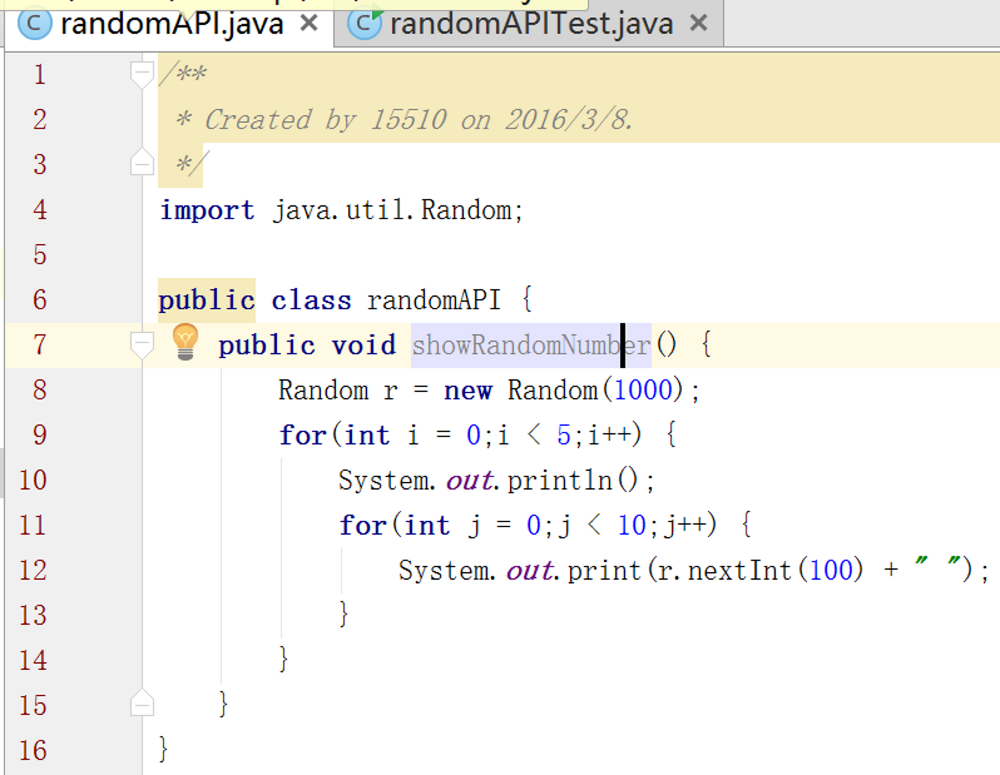 randomAPI.java randomAPITest.java
1 /**
2 * Created by 15510 on 2016/3/8.
3 */
4 import java.util.Random;
5
6 public class randomAPI {
7 public void showRandomNumber() {
8 Random r = new Random(1000);
9 for(int i = 0;i < 5;i++) {
10 System.out.println();
11 for(int j = 0;j < 10;j++) {
12 System.out.print(r.nextInt(100) + " ");
13 }
14 }
15 }
16 }